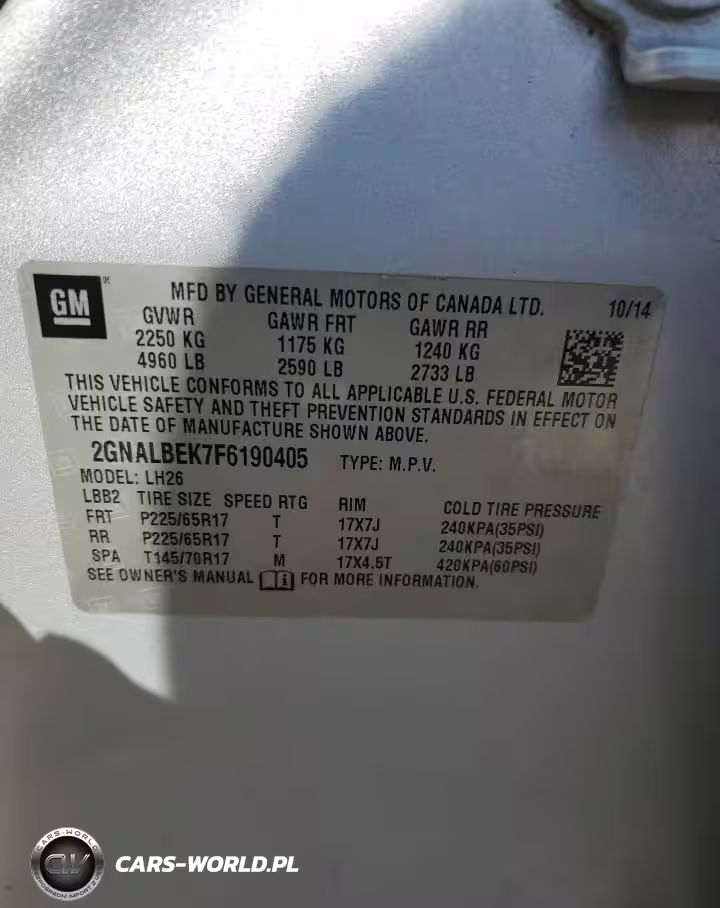 GM
MFD BY GENERAL MOTORS OF CANADA LTD. 10/14
GVWR GAWR FRT GAWR RR
2250 KG 1175 KG 1240 KG
4960 LB 2590 LB 2733 LB
THIS VEHICLE CONFORMS TO ALL APPLICABLE U.S. FEDERAL MOTOR
VEHICLE SAFETY AND THEFT PREVENTION STANDARDS IN EFFECT ON
THE DATE OF MANUFACTURE SHOWN ABOVE.
2GNALBEK7F6190405 TYPE: M.P.V.
MODEL: LH26
LBB2 TIRE SIZE SPEED RTG RIM COLD TIRE PRESSURE
FRT P225/65R17 T 17X7J 240KPA(35PSI)
RR P225/65R17 T 17X7J 240KPA(35PSI)
SPA T145/70R17 M 17X4.5T 420KPA(60PSI)
SEE OWNER'S MANUAL FOR MORE INFORMATION.
CARS-WORLD
CW
CARS-WORLD.PL